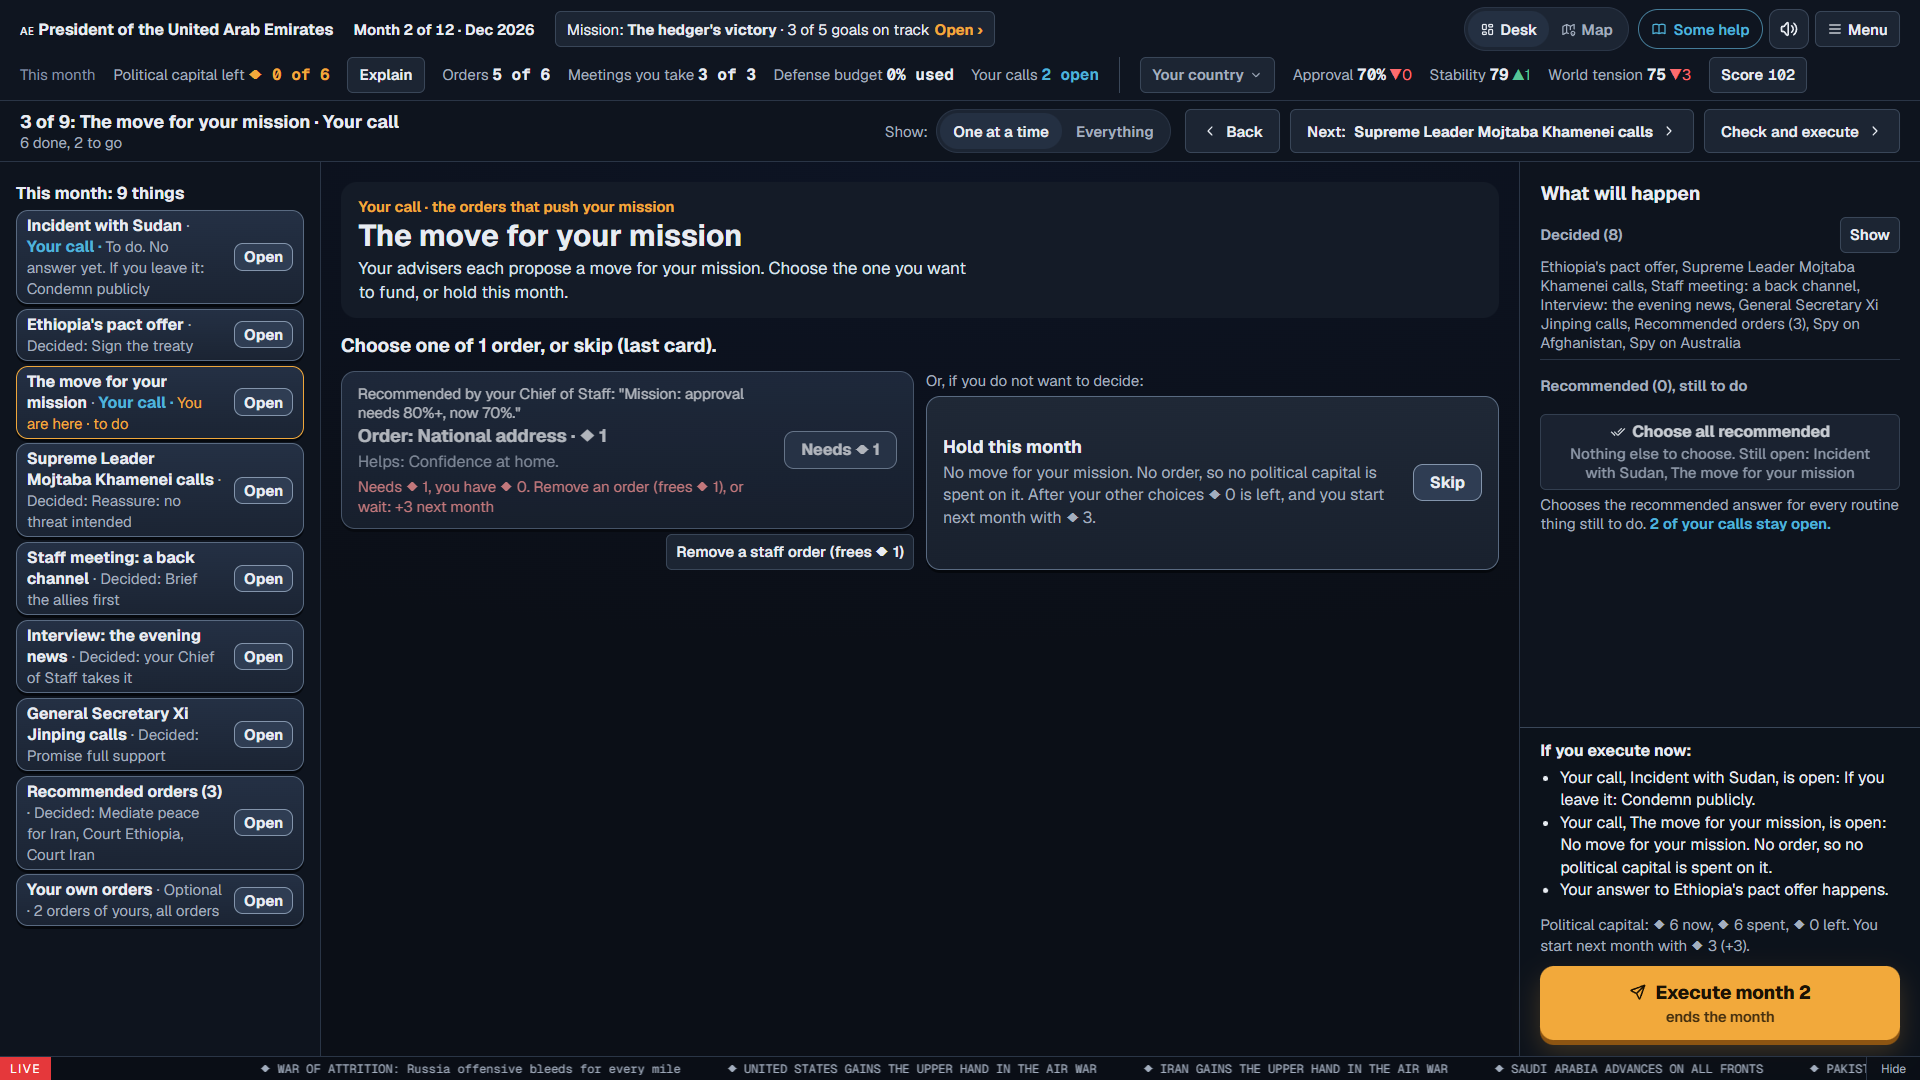 AE President of the United Arab Emirates
Month 2 of 12 · Dec 2026
Mission: The hedger's victory · 3 of 5 goals on track Open ›
Desk
Map
Some help
Menu
This month
Political capital left ◆ 0 of 6
Explain
Orders 5 of 6
Meetings you take 3 of 3
Defense budget 0% used
Your calls 2 open
Your country
Approval 70% ▼0
Stability 79 ▲1
World tension 75 ▼3
Score 102
3 of 9: The move for your mission · Your call
6 done, 2 to go
Show:
One at a time
Everything
‹ Back
Next: Supreme Leader Mojtaba Khamenei calls ›
Check and execute ›
This month: 9 things
Incident with Sudan ·
Your call · To do. No
answer yet. If you leave it:
Condemn publicly
Open
Ethiopia's pact offer ·
Decided: Sign the treaty
Open
The move for your
mission · Your call · You
are here · to do
Open
Supreme Leader
Mojtaba Khamenei calls ·
Decided: Reassure: no
threat intended
Open
Staff meeting: a back
channel · Decided: Brief
the allies first
Open
Interview: the evening
news · Decided: your Chief
of Staff takes it
Open
General Secretary Xi
Jinping calls · Decided:
Promise full support
Open
Recommended orders (3)
· Decided: Mediate peace
for Iran, Court Ethiopia,
Court Iran
Open
Your own orders · Optional
· 2 orders of yours, all orders
Open
Your call · the orders that push your mission
The move for your mission
Your advisers each propose a move for your mission. Choose the one you want
to fund, or hold this month.
Choose one of 1 order, or skip (last card).
Recommended by your Chief of Staff: "Mission: approval
needs 80%+, now 70%."
Order: National address · ◆ 1
Helps: Confidence at home.
Needs ◆ 1, you have ◆ 0. Remove an order (frees ◆ 1), or
wait: +3 next month
Needs ◆ 1
Remove a staff order (frees ◆ 1)
Or, if you do not want to decide:
Hold this month
No move for your mission. No order, so no political capital is
spent on it. After your other choices ◆ 0 is left, and you start
next month with ◆ 3.
Skip
What will happen
Decided (8)
Show
Ethiopia's pact offer, Supreme Leader Mojtaba
Khamenei calls, Staff meeting: a back channel,
Interview: the evening news, General Secretary Xi
Jinping calls, Recommended orders (3), Spy on
Afghanistan, Spy on Australia
Recommended (0), still to do
Choose all recommended
Nothing else to choose. Still open: Incident
with Sudan, The move for your mission
Chooses the recommended answer for every routine
thing still to do. 2 of your calls stay open.
If you execute now:
• Your call, Incident with Sudan, is open: If you
leave it: Condemn publicly.
• Your call, The move for your mission, is open:
No move for your mission. No order, so no
political capital is spent on it.
• Your answer to Ethiopia's pact offer happens.
Political capital: ◆ 6 now, ◆ 6 spent, ◆ 0 left. You
start next month with ◆ 3 (+3).
Execute month 2
ends the month
LIVE
◆ WAR OF ATTRITION: Russia offensive bleeds for every mile
◆ UNITED STATES GAINS THE UPPER HAND IN THE AIR WAR
◆ IRAN GAINS THE UPPER HAND IN THE AIR WAR
◆ SAUDI ARABIA ADVANCES ON ALL FRONTS
◆ PAKIST
Hide